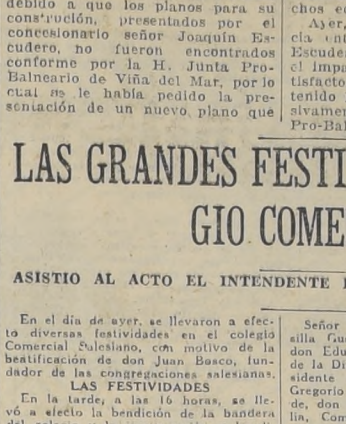 debido a que los planos para su
construcción, presentados por el
concesionario señor Joaquín Es-
cudero, no fueron encontrados
conforme por la H. Junta Pro-
Balneario de Viña del Mar, por lo
cual se le había pedido la pre-
sentación de un nuevo plano que
chos e
Ayer,
cia ent
Escude
el impa
tisfacto
tenido
sivamen
Pro-Bal
LAS GRANDES FESTI
GIO COME
ASISTIO AL ACTO EL INTENDENTE
En el día de ayer, se llevaron a efec-
to diversas festividades en el colegio
Comercial Salesiano, con motivo de la
beatificación de don Juan Bosco, fun-
dador de las congregaciones salesianas.
LAS FESTIVIDADES
En la tarde, a las 16 horas, se lle-
vó a efecto la bendición de la bandera
Señor
silla Gu
don Edu
de la Di
sidente
Gregorio
de, don
lin, Com